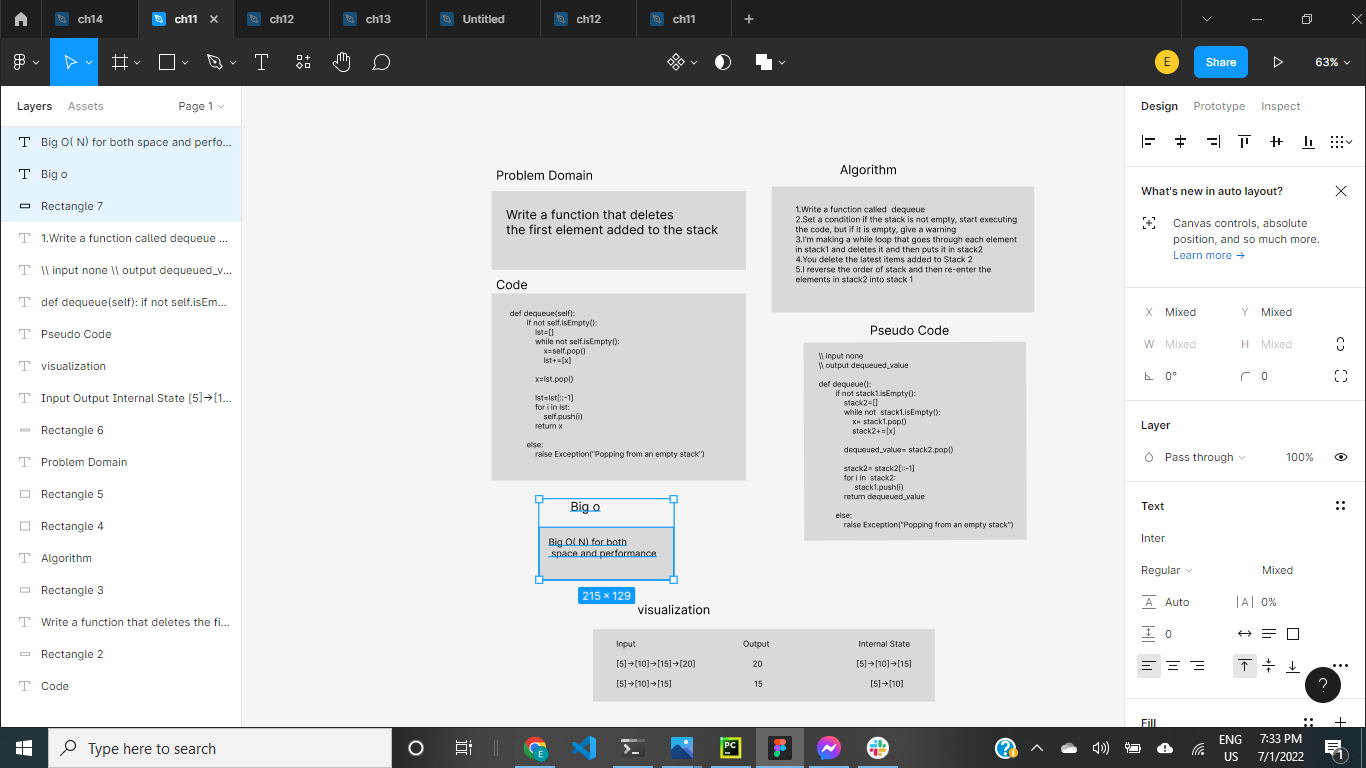 ch14
ch11
ch12
ch13
Untitled
ch12
ch11
E
Share
63%
Layers
Assets
Page 1
Big O( N) for both space and perfo...
Big o
Rectangle 7
1.Write a function called dequeue ...
\\ input none \\ output dequeued_v...
def dequeue(self): if not self.isEm...
Pseudo Code
visualization
Input Output Internal State [5]→[1...
Rectangle 6
Problem Domain
Rectangle 5
Rectangle 4
Algorithm
Rectangle 3
Write a function that deletes the fi...
Rectangle 2
Code
Problem Domain
Write a function that deletes
the first element added to the stack
Code
def dequeue(self):
if not self.isEmpty():
lst=[]
while not self.isEmpty():
x=self.pop()
lst+=[x]
x=lst.pop()
lst=lst[::-1]
for i in lst:
self.push(i)
return x
else:
raise Exception("Popping from an empty stack")
Big o
Big O( N) for both
space and performance
215 × 129
Algorithm
1.Write a function called  dequeue
2.Set a condition if the stack is not empty, start executing
the code, but if it is empty, give a warning
3.I'm making a while loop that goes through each element
in stack1 and deletes it and then puts it in stack2
4.You delete the latest items added to Stack 2
5.I reverse the order of stack and then re-enter the
elements in stack2 into stack 1
Pseudo Code
\\ input none
\\ output dequeued_value
def dequeue():
if not stack1.isEmpty():
stack2=[]
while not  stack1.isEmpty():
x= stack1.pop()
stack2+=[x]
dequeued_value= stack2.pop()
stack2= stack2[::-1]
for i in  stack2:
stack1.push(i)
return dequeued_value
else:
raise Exception("Popping from an empty stack")
visualization
Input Output Internal State
[5]→[10]→[15]→[20] 20 [5]→[10]→[15]
[5]→[10]→[15] 15 [5]→[10]
Design
Prototype
Inspect
What's new in auto layout?
Canvas controls, absolute
position, and so much more.
Learn more →
X Mixed Y Mixed
W Mixed H Mixed
0° 0
Layer
Pass through 100%
Text
Inter
Regular Mixed
A Auto |A| 0%
0
?
Fill
Type here to search
E
PC
ENG
US
7:33 PM
7/1/2022
1